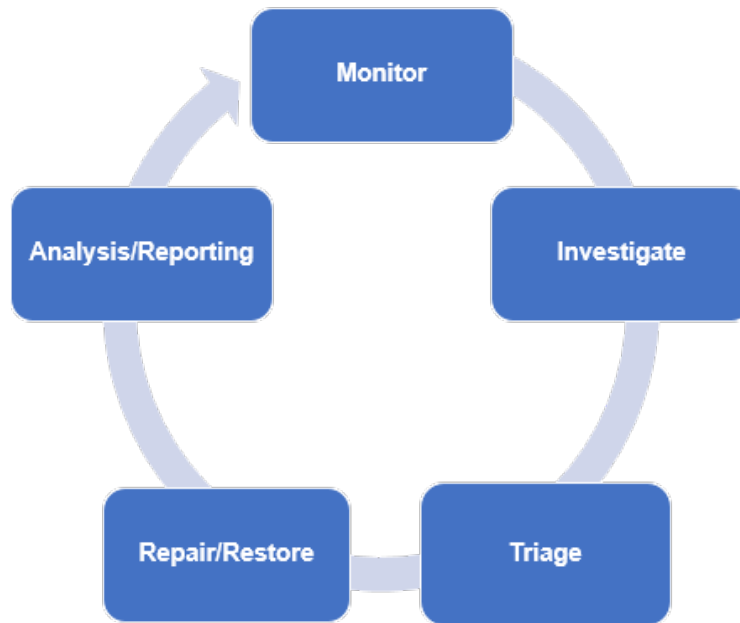 Monitor
Investigate
Triage
Repair/Restore
Analysis/Reporting